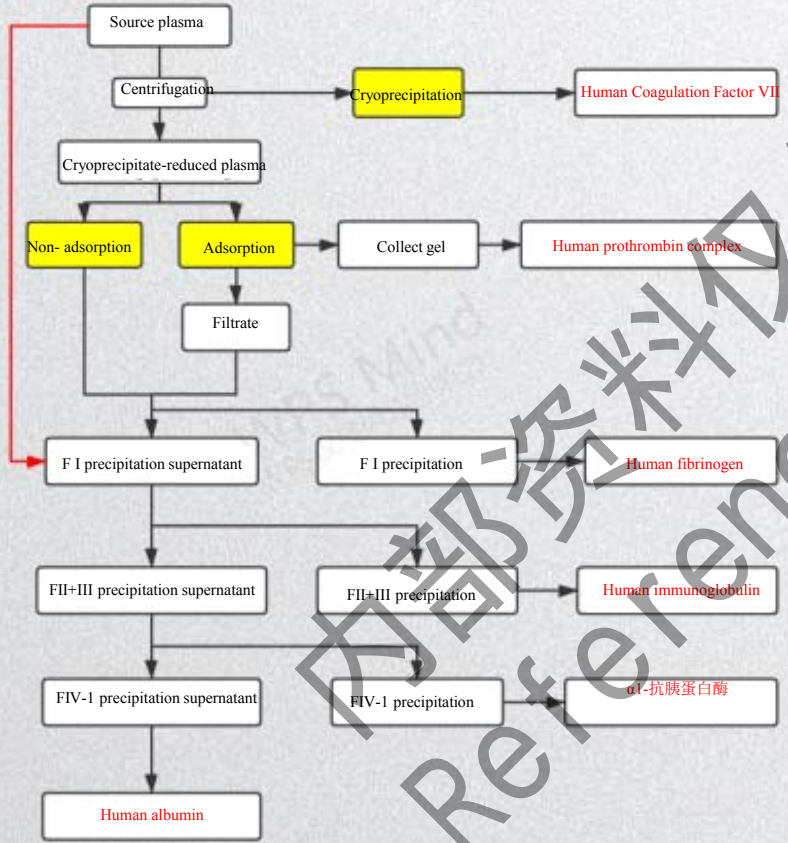 Source plasma
Centrifugation
Cryoprecipitation
Human Coagulation Factor VII
Cryoprecipitate-reduced plasma
Non- adsorption
Adsorption
Collect gel
Human prothrombin complex
Filtrate
F I precipitation supernatant
F I precipitation
Human fibrinogen
FII+III precipitation supernatant
FII+III precipitation
Human immunoglobulin
FIV-1 precipitation supernatant
FIV-1 precipitation
α1-抗胰蛋白酶
Human albumin
内部资料仅